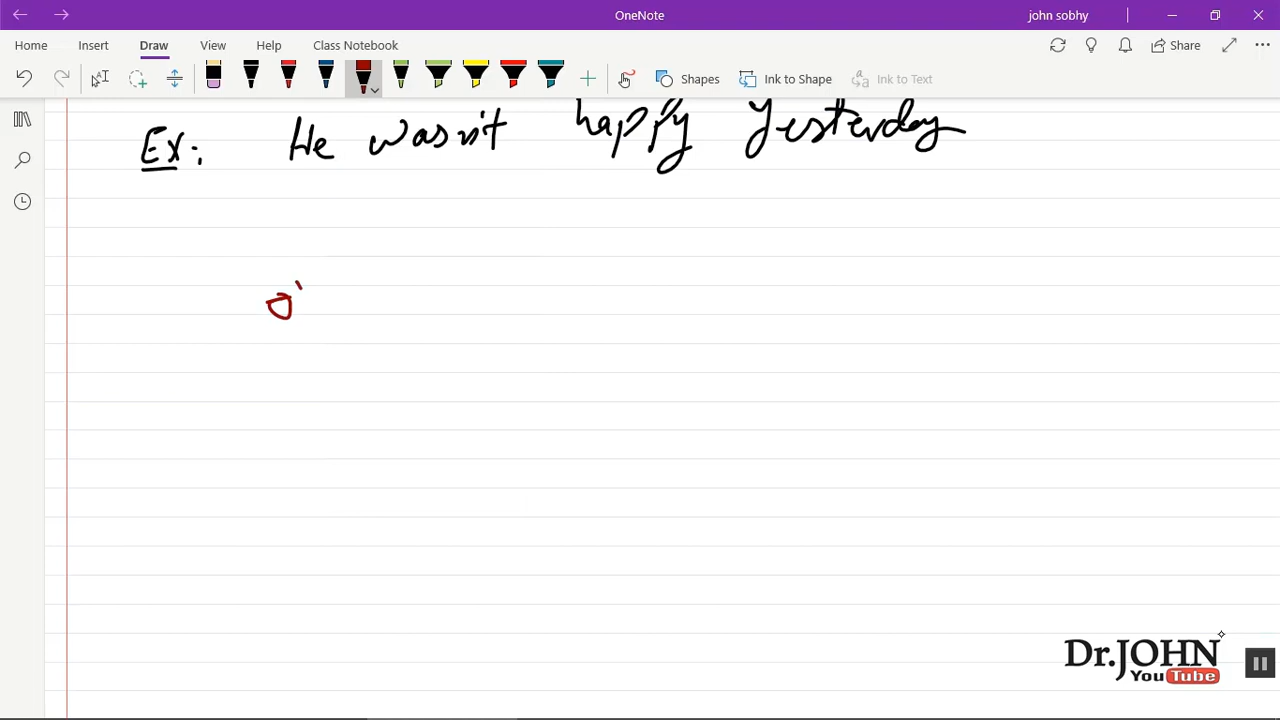 OneNote
john sobhy
Home Insert Draw View Help Class Notebook
Share
Shapes Ink to Shape Ink to Text
Ex: He wasn't happy yesterday
Dr.JOHN
YouTube